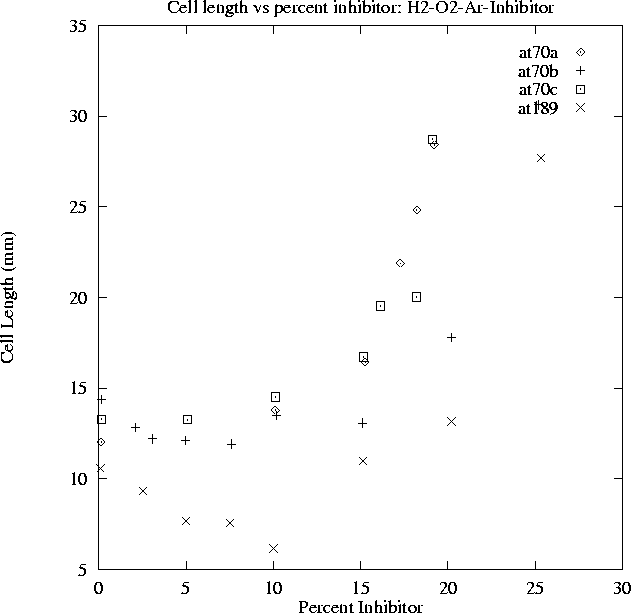 Cell length vs percent inhibitor: H2-O2-Ar-Inhibitor
35
30
25
20
15
10
5
Cell Length (mm)
at70a
at70b
at70c
at189
0 5 10 15 20 25 30
Percent Inhibitor